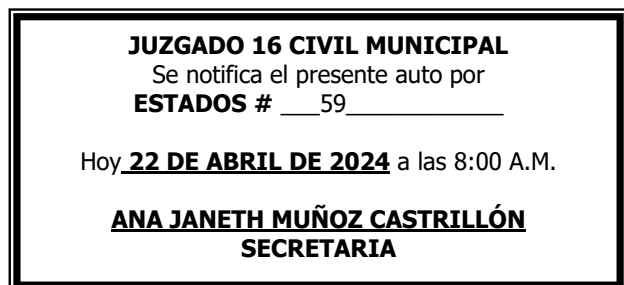 JUZGADO 16 CIVIL MUNICIPAL
Se notifica el presente auto por
ESTADOS # ___59____________
Hoy 22 DE ABRIL DE 2024 a las 8:00 A.M.
ANA JANETH MUÑOZ CASTRILLÓN
SECRETARIA